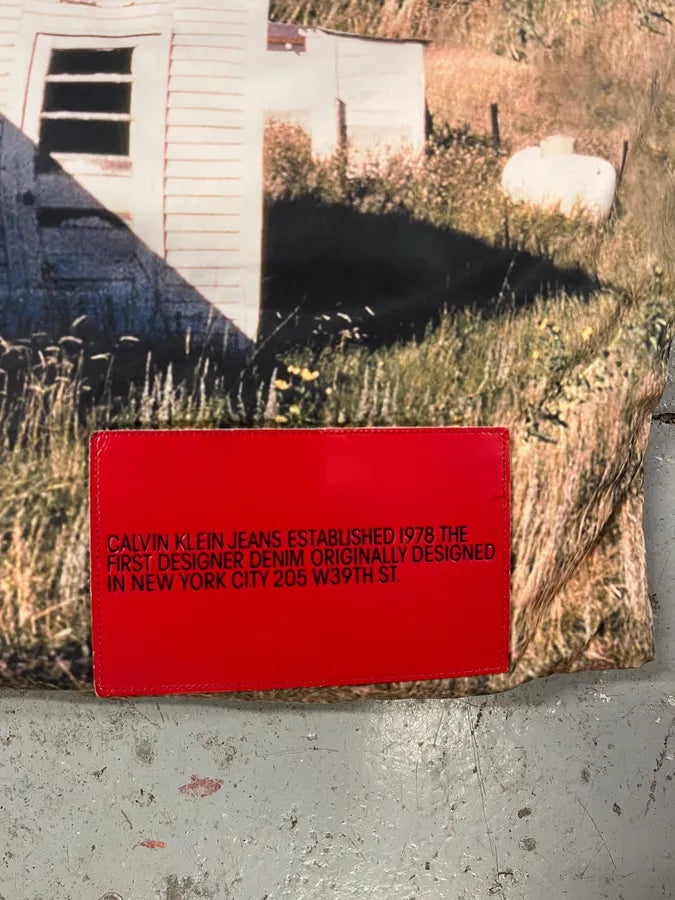 CALVIN KLEIN JEANS ESTABLISHED 1978 THE
FIRST DESIGNER DENIM ORIGINALLY DESIGNED
IN NEW YORK CITY 205 W39TH ST.